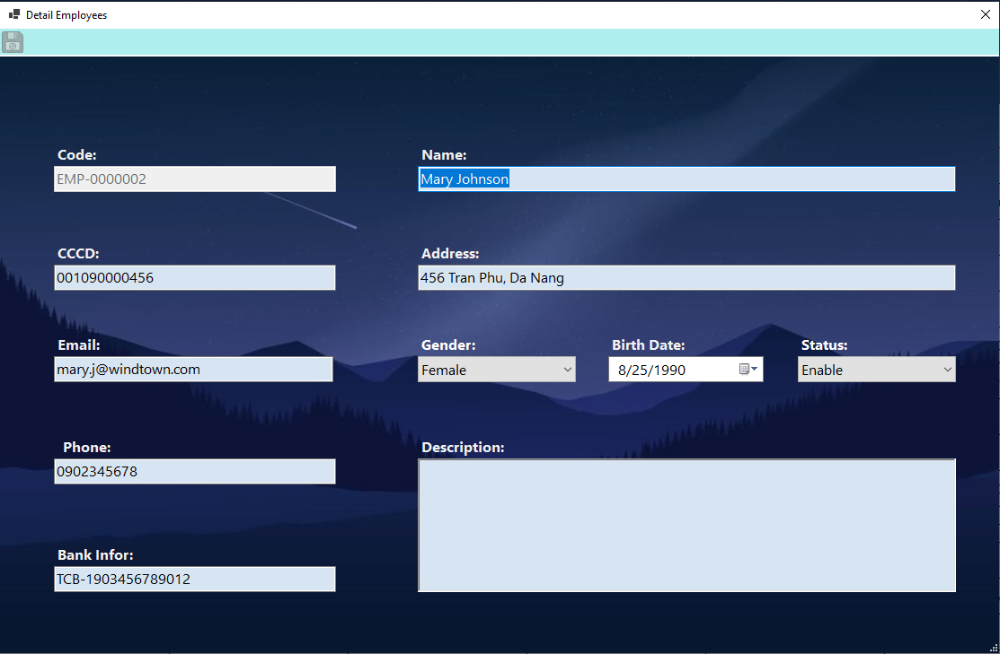 Detail Employees
Code:
EMP-0000002
Name:
Mary Johnson
CCCD:
001090000456
Address:
456 Tran Phu, Da Nang
Email:
mary.j@windtown.com
Gender:
Female
Birth Date:
8/25/1990
Status:
Enable
Phone:
0902345678
Description:
Bank Infor:
TCB-1903456789012